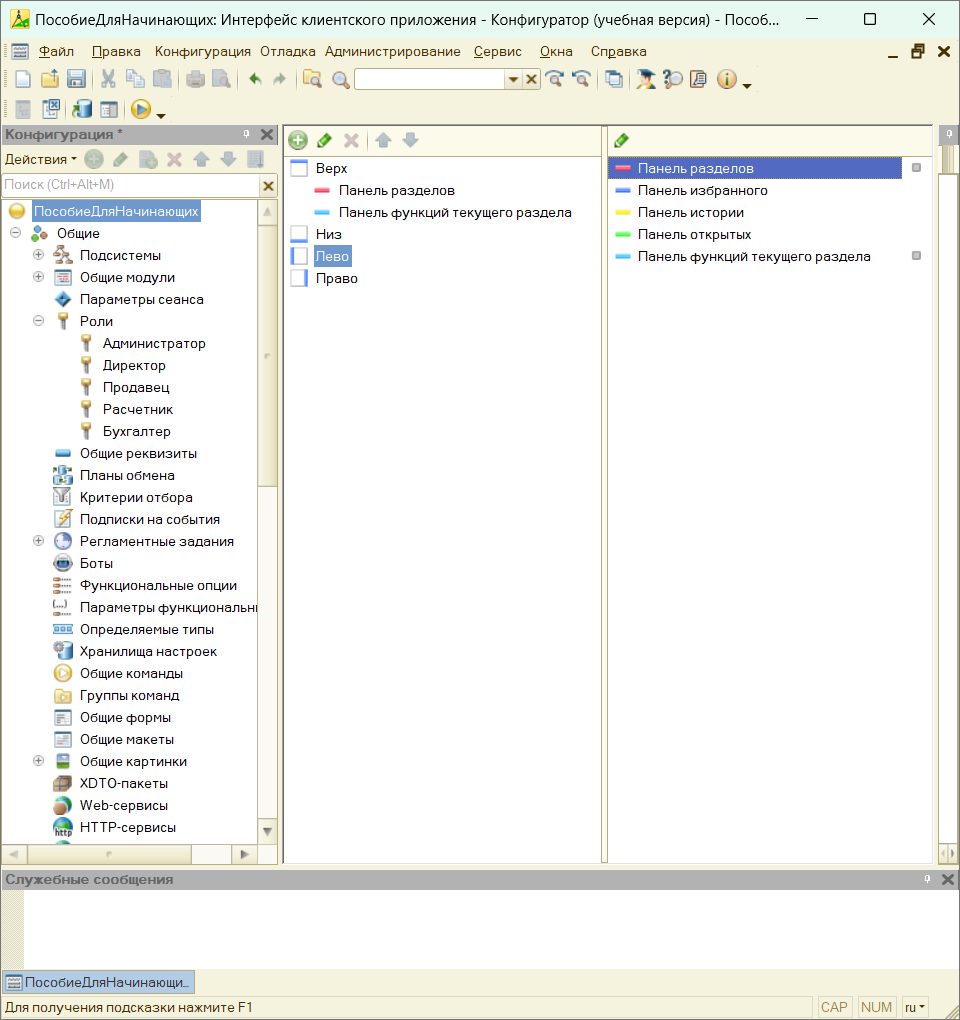 ПособиеДляНачинающих: Интерфейс клиентского приложения - Конфигуратор (учебная версия) - Пособ...
Файл Правка Конфигурация Отладка Администрирование Сервис Окна Справка
Конфигурация *
Действия
Поиск (Ctrl+Alt+M)
ПособиеДляНачинающих
Общие
Подсистемы
Общие модули
Параметры сеанса
Роли
Администратор
Директор
Продавец
Расчетник
Бухгалтер
Общие реквизиты
Планы обмена
Критерии отбора
Подписки на события
Регламентные задания
Боты
Функциональные опции
Параметры функциональн
Определяемые типы
Хранилища настроек
Общие команды
Группы команд
Общие формы
Общие макеты
Общие картинки
XDTO-пакеты
Web-сервисы
HTTP-сервисы
Верх
Панель разделов
Панель функций текущего раздела
Низ
Лево
Право
Панель разделов
Панель избранного
Панель истории
Панель открытых
Панель функций текущего раздела
Служебные сообщения
ПособиеДляНачинающи...
Для получения подсказки нажмите F1 CAP NUM ru